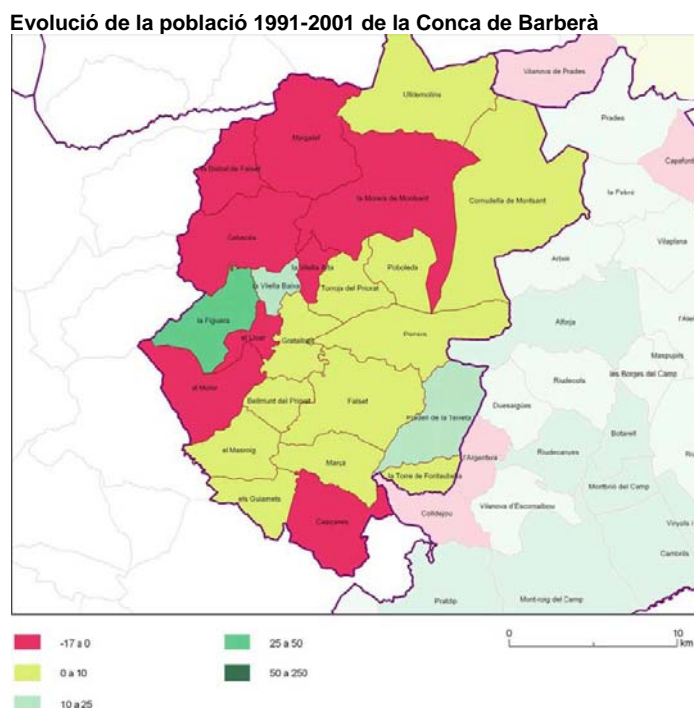 Evolució de la població 1991-2001 de la Conca de Barberà
Vilanova de Prades
Ulldemolins
Prades
Margalef
Capafont
la Bisbal de Falset
la Morera de Montsant
Cornudella de Montsant
la Febró
Cabacés
Vilaplana
la Vilella Alta
Poboleda
Arbolí
la Vilella Baixa
Torroja del Priorat
la Figuera
Alforja
Porrera
el Lloar
Gratallops
Maspujols
les Borges del Camp
Riudecols
el Molar
Bellmunt del Priorat
Falset
Duesaigües
Pradell de la Teixeta
Botarell
el Masroig
l'Argentera
Riudecanyes
Marçà
la Torre de Fontaubella
Montbrió del Camp
els Guiamets
Colldejou
Vilanova d'Escornalbou
Capçanes
Vinyols i
Cambrils
Pratdip
Mont-roig del Camp
-17 a 0
25 a 50
0 10
0 a 10
50 a 250
km
10 a 25